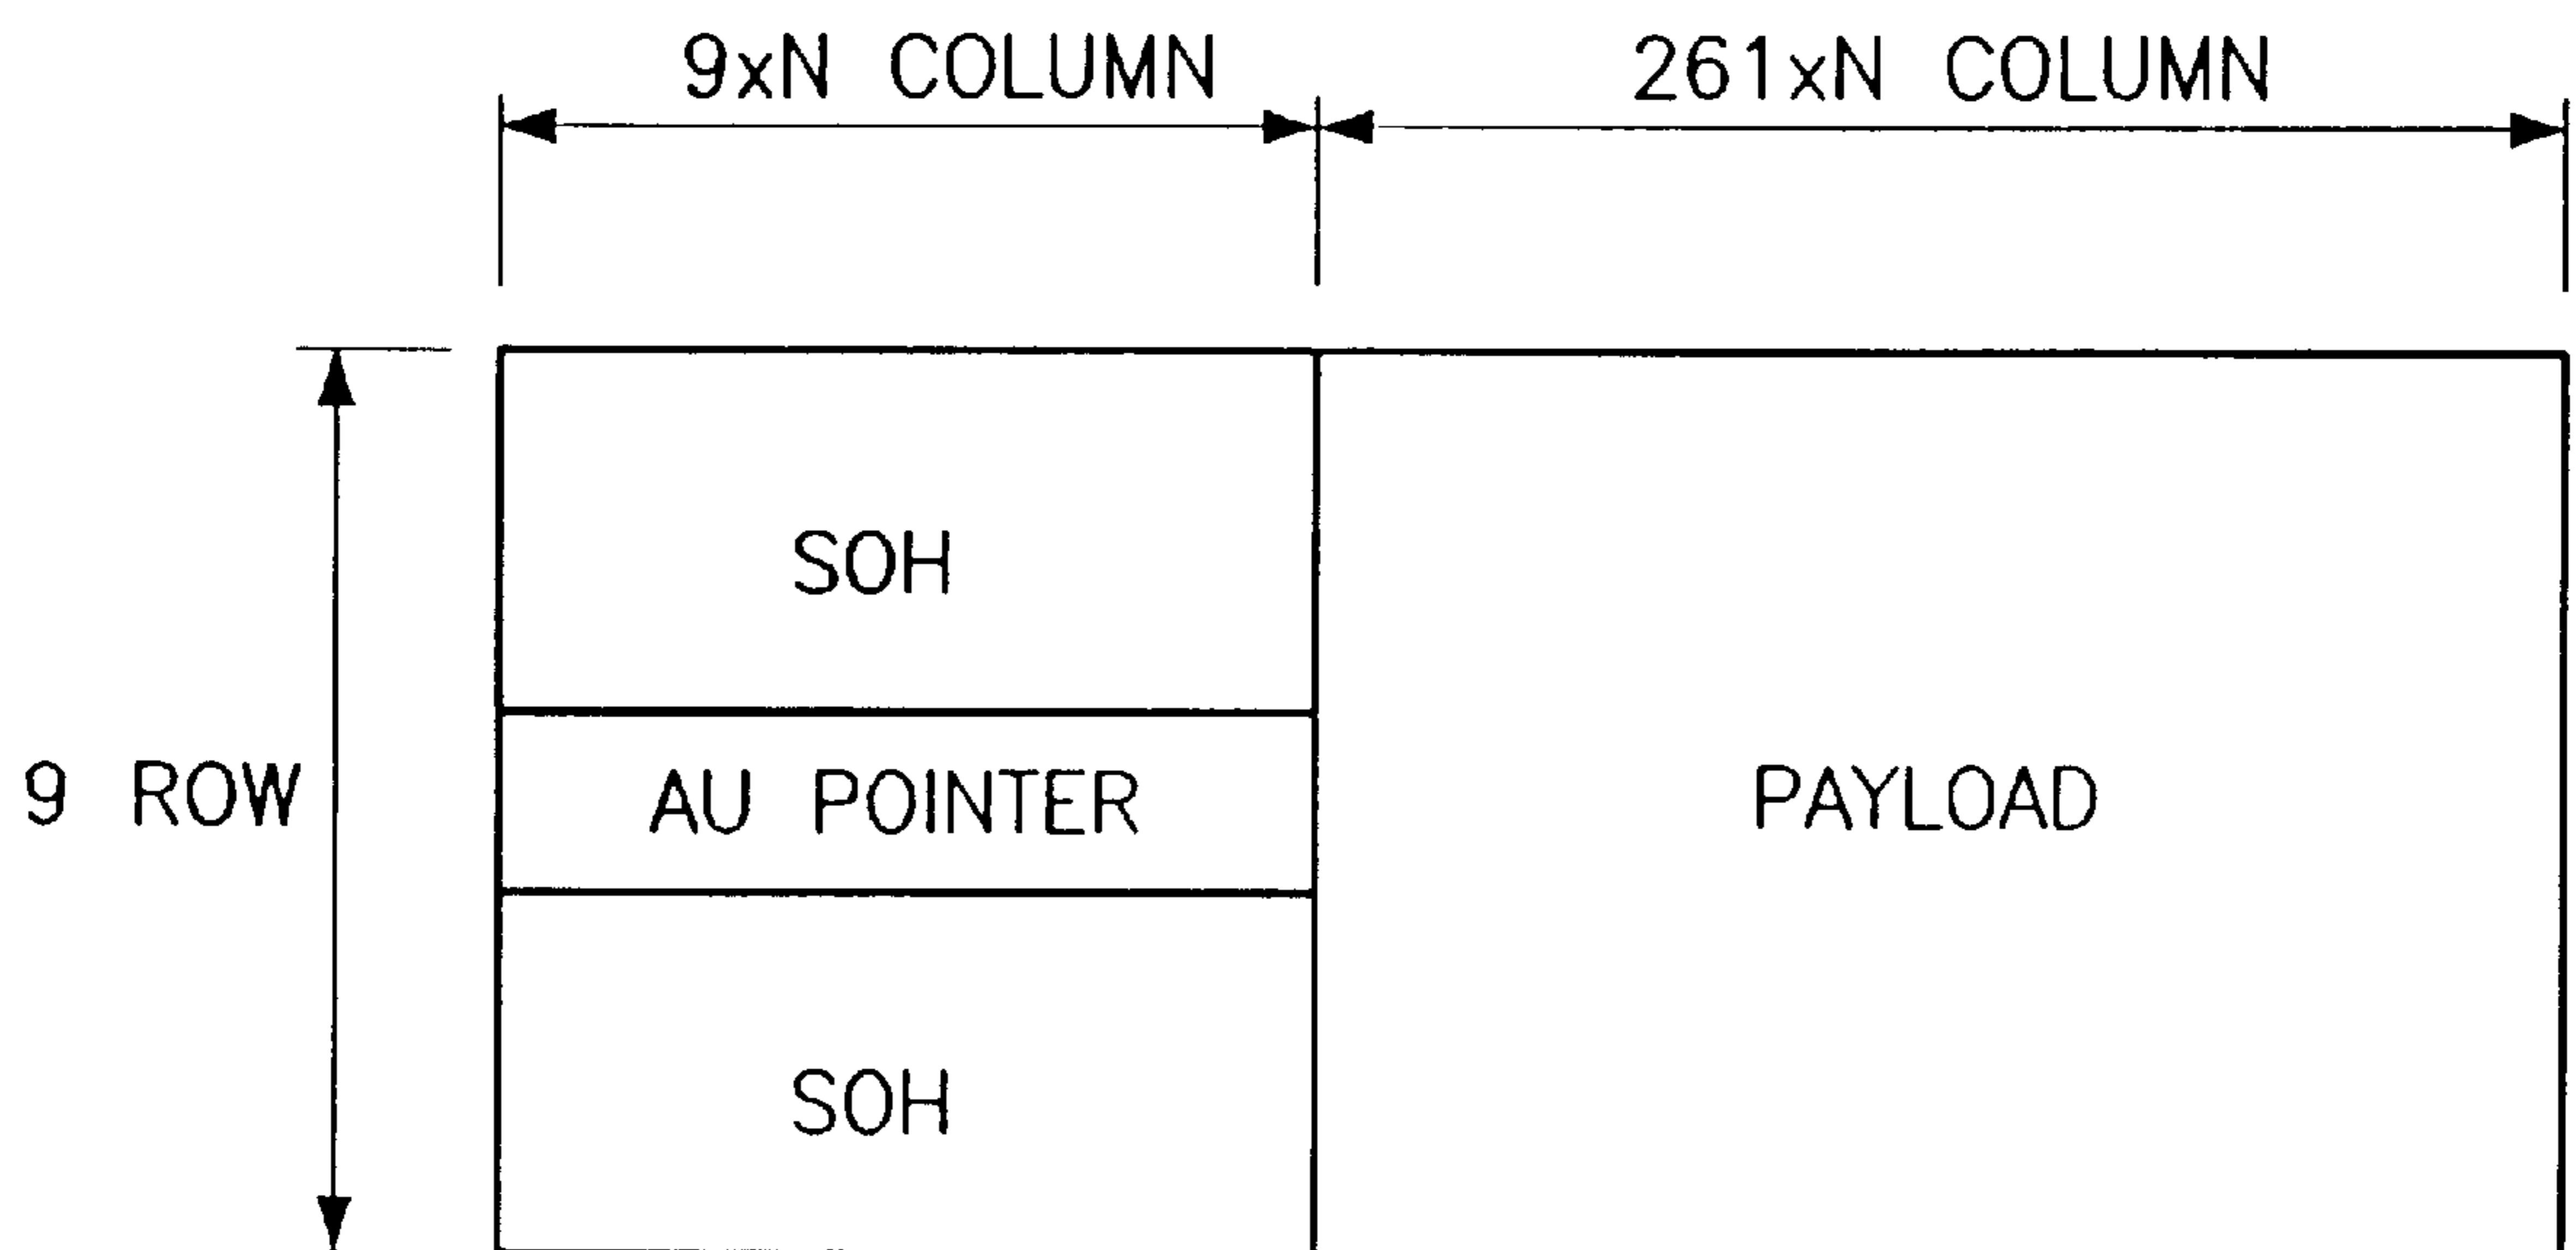 9xN COLUMN
261xN COLUMN
SOH
9 ROW
AU POINTER
PAYLOAD
SOH